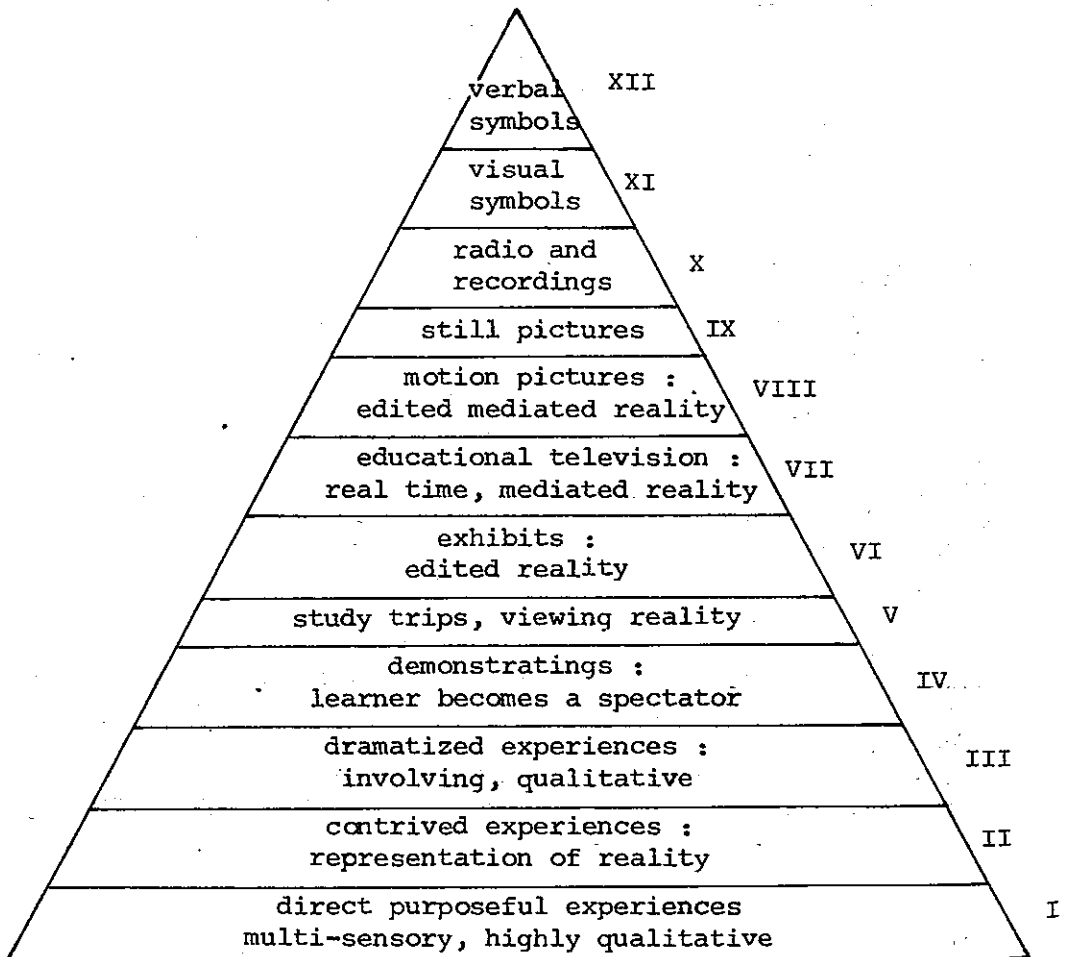 verbal XII
symbols
visual XI
symbols
radio and X
recordings
still pictures IX
motion pictures : VIII
edited mediated reality
educational television : VII
real time, mediated reality
exhibits : VI
edited reality
study trips, viewing reality V
demonstratings : IV
learner becomes a spectator
dramatized experiences : III
involving, qualitative
contrived experiences : II
representation of reality
direct purposeful experiences I
multi-sensory, highly qualitative